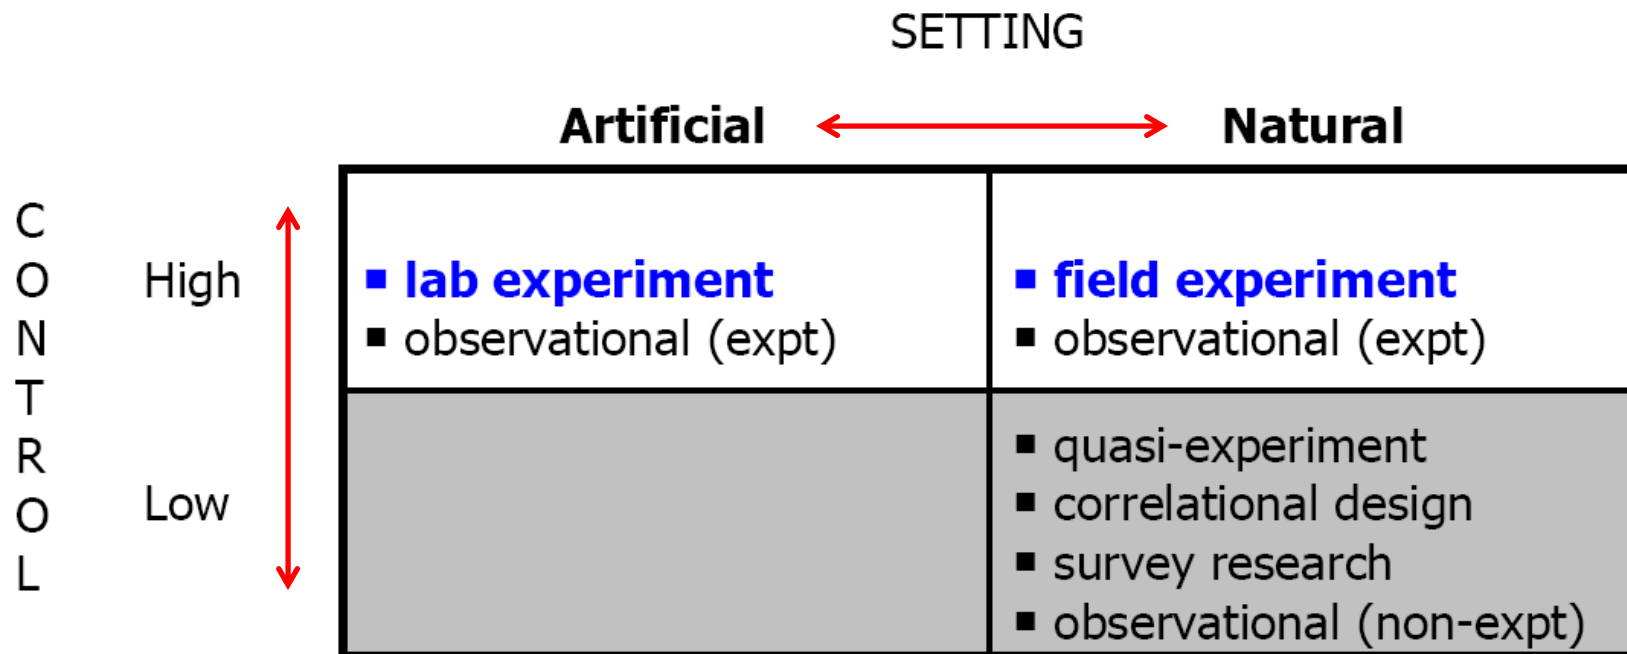 SETTING
Artificial Natural
CONTROL
High
■ lab experiment
■ observational (expt)
■ field experiment
■ observational (expt)
Low
■ quasi-experiment
■ correlational design
■ survey research
■ observational (non-expt)